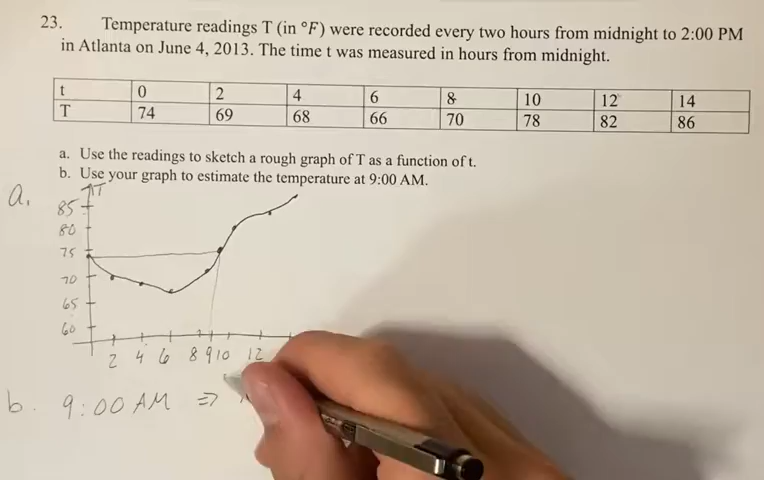 23. Temperature readings T (in °F) were recorded every two hours from midnight to 2:00 PM
in Atlanta on June 4, 2013. The time t was measured in hours from midnight.
t 0 2 4 6 8 10 12 14
T 74 69 68 66 70 78 82 86
a. Use the readings to sketch a rough graph of T as a function of t.
b. Use your graph to estimate the temperature at 9:00 AM.
a. T
85
80
75
70
65
60
2 4 6 8 9 10 12
b. 9:00 AM ⇒